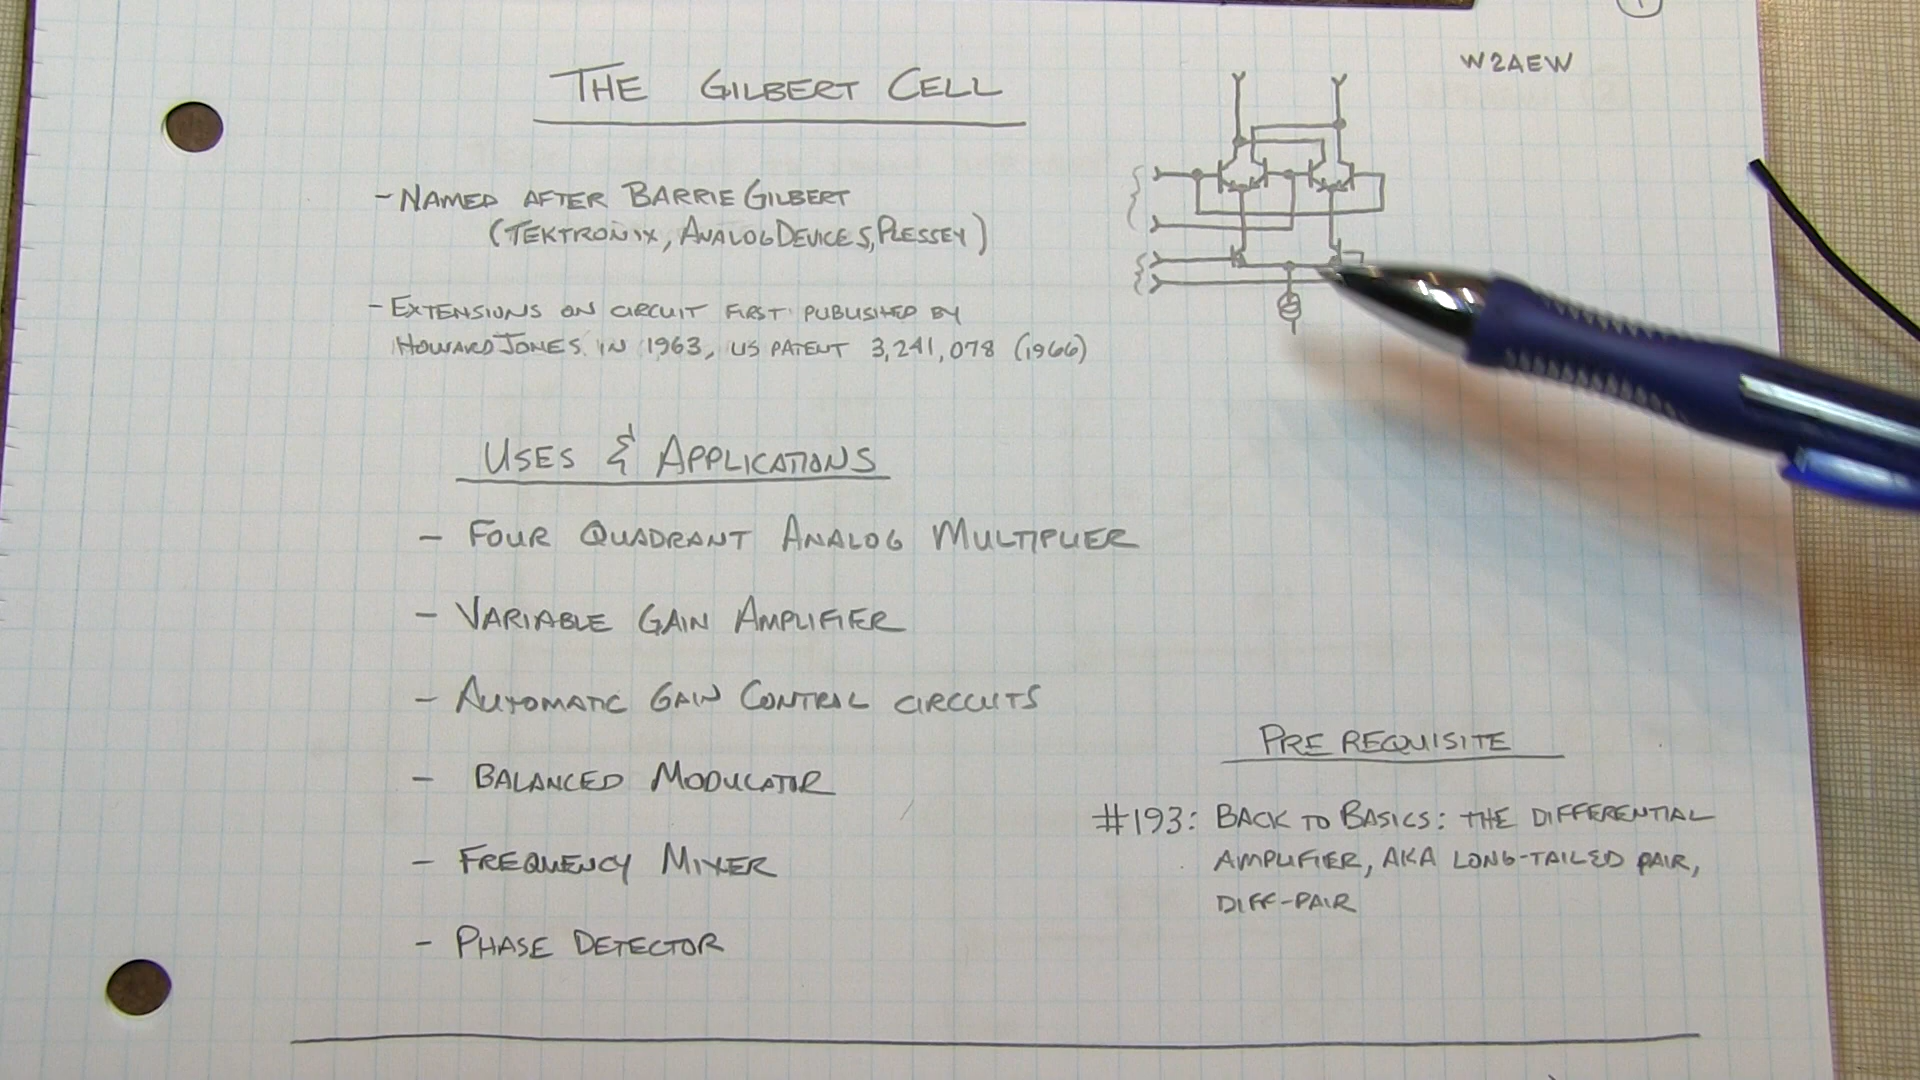 W2AEW
THE GILBERT CELL
- NAMED AFTER BARRIE GILBERT
(TEKTRONIX, ANALOG DEVICES, PLESSEY)
- EXTENSIONS ON CIRCUIT FIRST PUBLISHED BY
HOWARD JONES IN 1963, US PATENT 3,241,078 (1966)
USES & APPLICATIONS
- FOUR QUADRANT ANALOG MULTIPLIER
- VARIABLE GAIN AMPLIFIER
- AUTOMATIC GAIN CONTROL CIRCUITS
- BALANCED MODULATOR
- FREQUENCY MIXER
- PHASE DETECTOR
PREREQUISITE
#193: BACK TO BASICS: THE DIFFERENTIAL
AMPLIFIER, AKA LONG-TAILED PAIR,
DIFF-PAIR